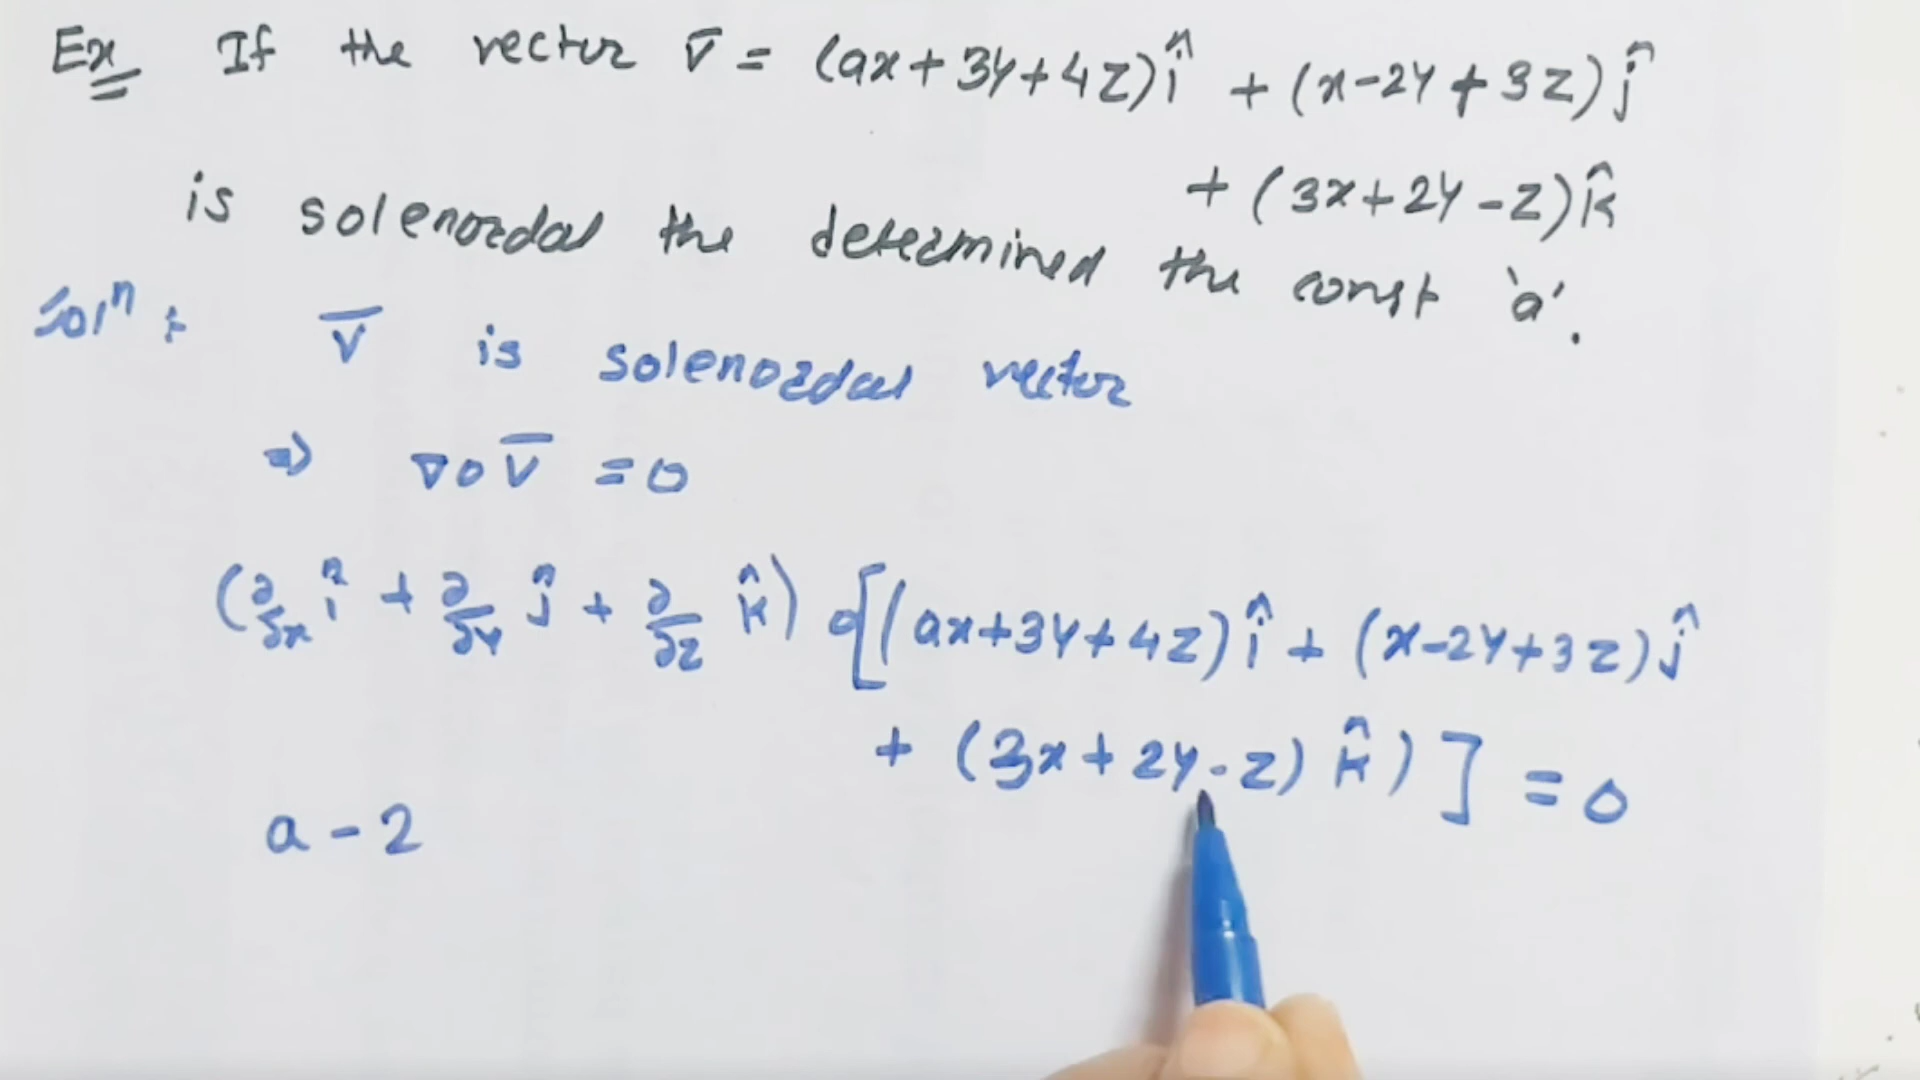 Ex If the vector V̅ = (ax+3y+4z)î + (x-2y+3z)ĵ
+ (3x+2y-z)k̂
is solenoidal the determined the const 'a'.
Solⁿ : V̅ is solenoidal vector
⇒ ∇∘V̅ = 0
(∂/∂x î + ∂/∂y ĵ + ∂/∂z k̂) ∘[(ax+3y+4z)î + (x-2y+3z)ĵ
+ (3x+2y-z)k̂)] = 0
a-2